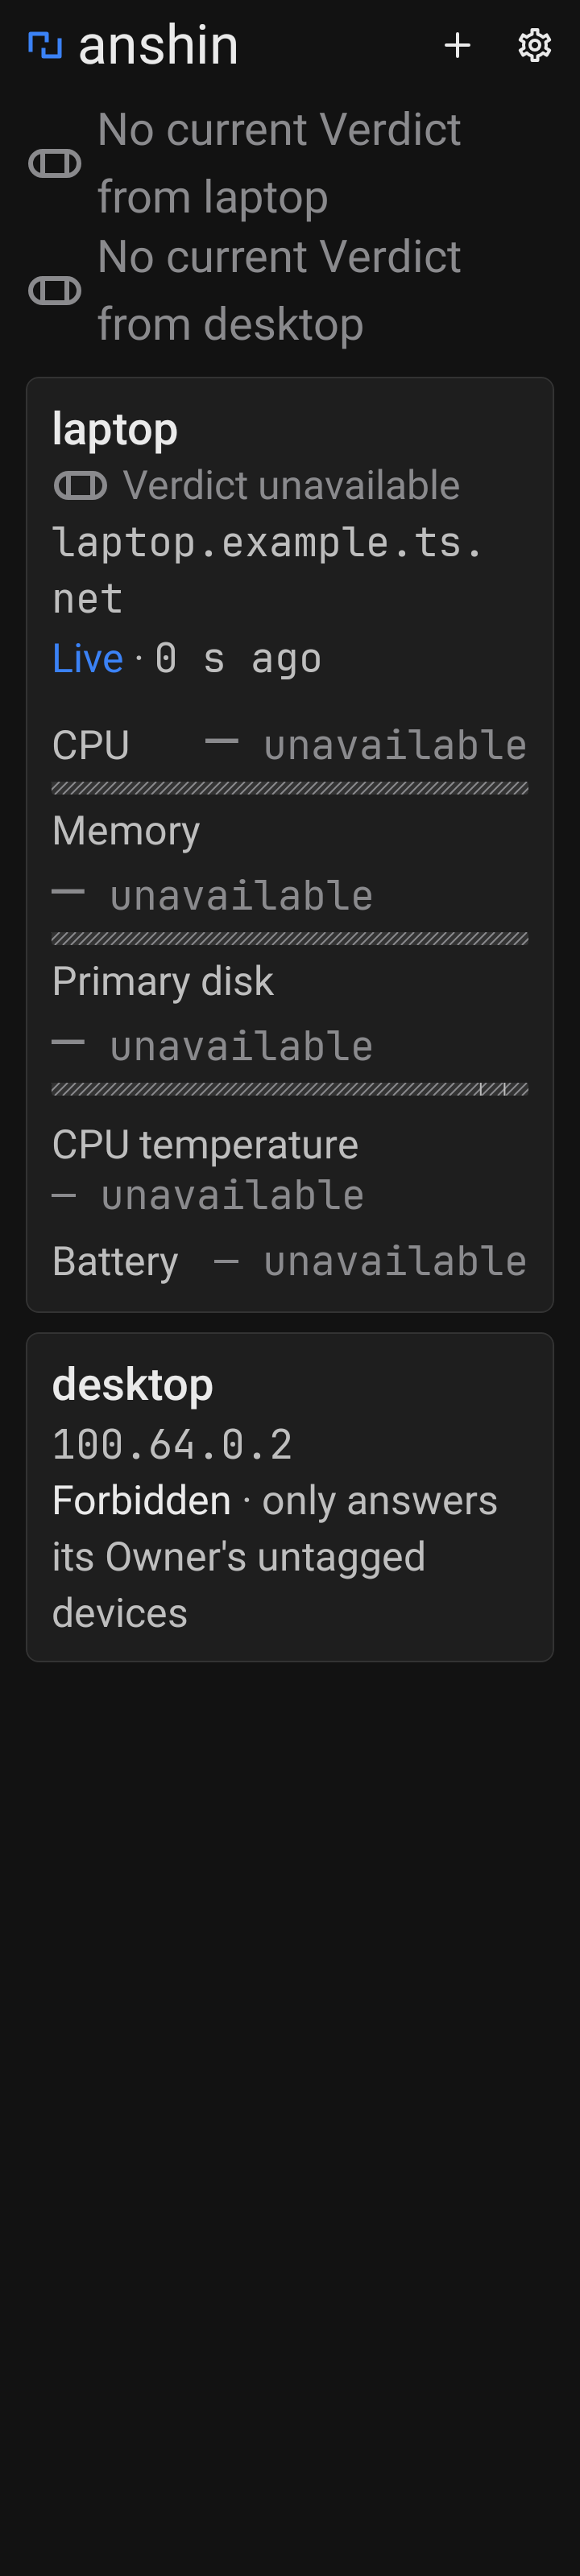 anshin
No current Verdict
from laptop
No current Verdict
from desktop
laptop
Verdict unavailable
laptop.example.ts.
net
Live · 0 s ago
CPU — unavailable
Memory
— unavailable
Primary disk
— unavailable
CPU temperature
— unavailable
Battery — unavailable
desktop
100.64.0.2
Forbidden · only answers
its Owner's untagged
devices